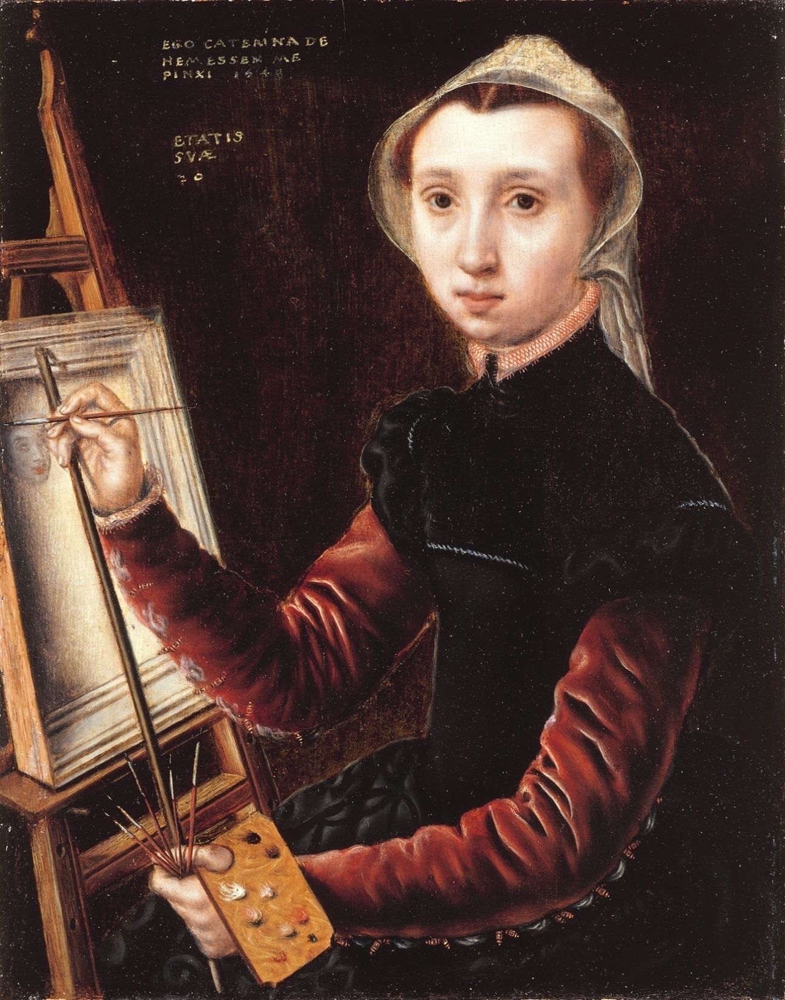 EGO CATERINA DE
HEMESSEN ME
PINXI 1548
ETATIS
SVÆ
20